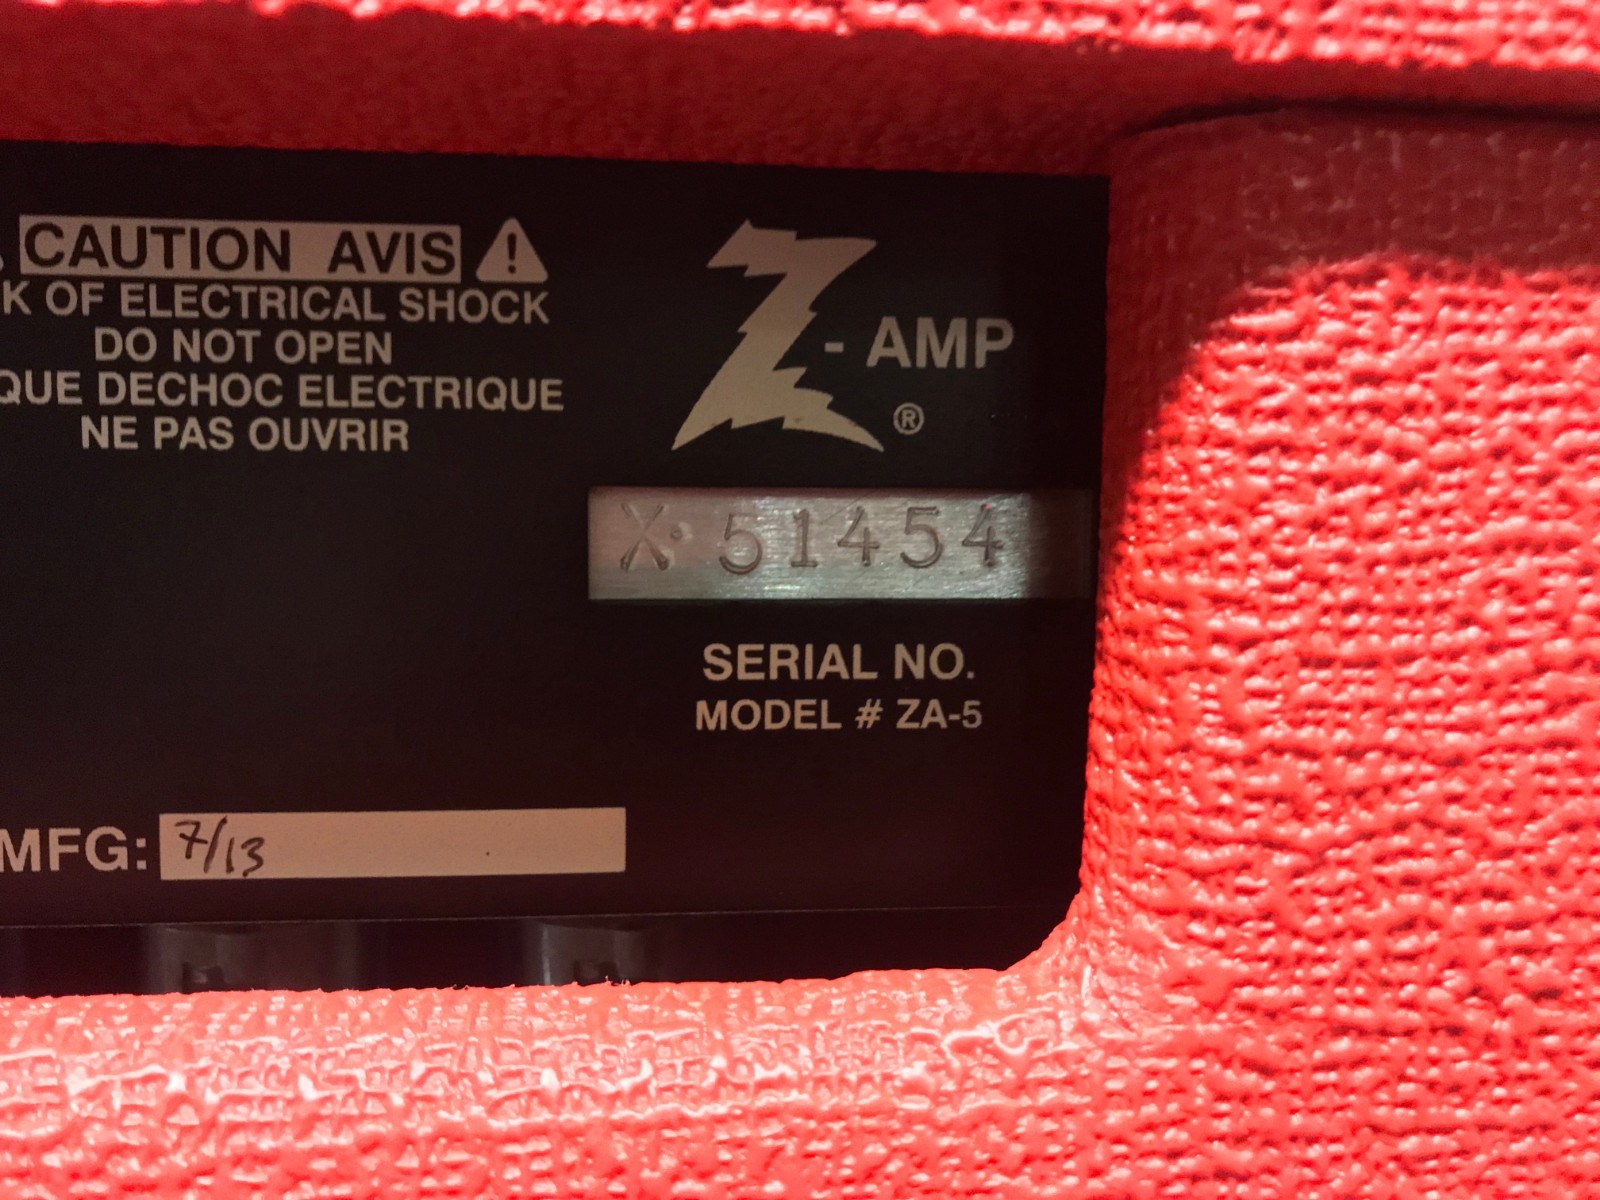 CAUTION AVIS
OF ELECTRICAL SHOCK
DO NOT OPEN
DECHOC ELECTRIQUE
NE PAS OUVRIR
Z - AMP
®
X· 51454
SERIAL NO.
MODEL # ZA-5
MFG: 7/13